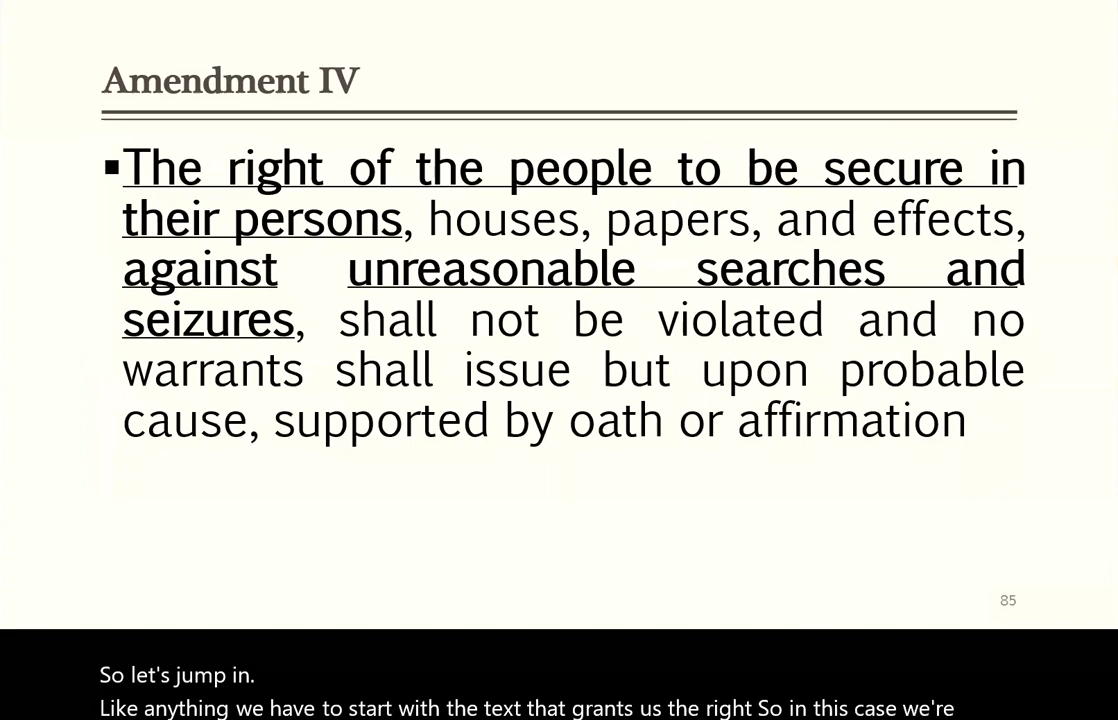 Amendment IV
▪The right of the people to be secure in
their persons, houses, papers, and effects,
against unreasonable searches and
seizures, shall not be violated and no
warrants shall issue but upon probable
cause, supported by oath or affirmation
85
So let's jump in.
Like anything we have to start with the text that grants us the right So in this case we're